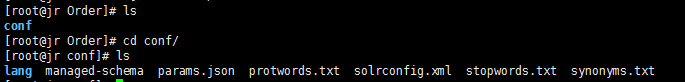 [root@jr Order]# ls
conf
[root@jr Order]# cd conf/
[root@jr conf]# ls
lang managed-schema params.json protwords.txt solrconfig.xml stopwords.txt synonyms.txt